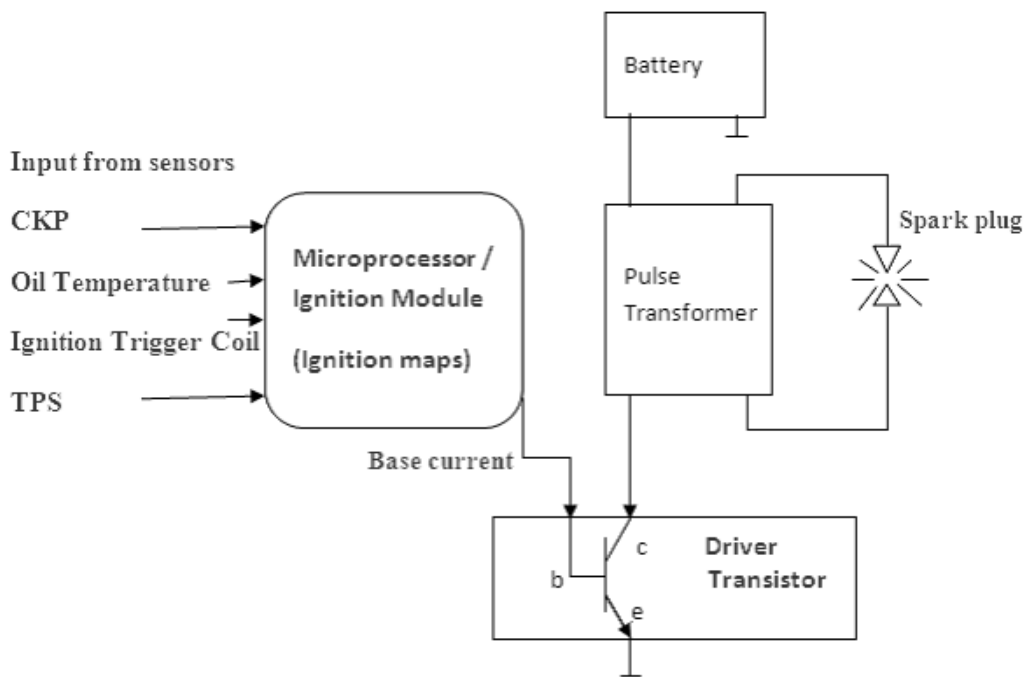 Battery
Input from sensors
CKP
Oil Temperature
Ignition Trigger Coil
TPS
Microprocessor /
Ignition Module
(Ignition maps)
Pulse
Transformer
Spark plug
Base current
b
c
e
Driver
Transistor